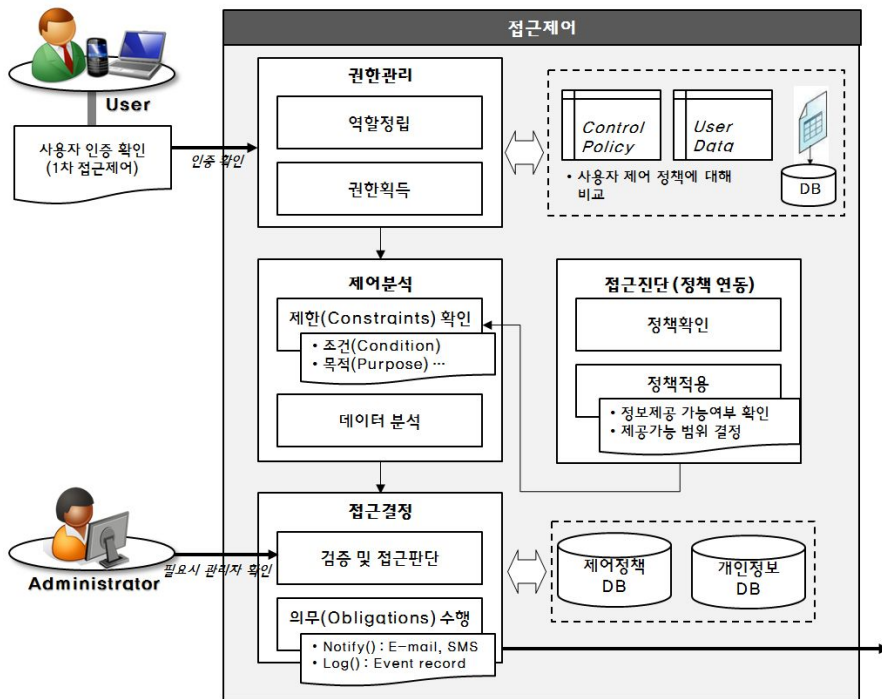 접근제어
User
사용자 인증 확인
(1차 접근제어)
인증 확인
권한관리
역할정립
권한획득
Control
Policy
User
Data
DB
• 사용자 제어 정책에 대해
비교
제어분석
제한(Constraints) 확인
• 조건(Condition)
• 목적(Purpose) …
데이터 분석
접근진단 (정책 연동)
정책확인
정책적용
• 정보제공 가능여부 확인
• 제공가능 범위 결정
Administrator
필요시 관리자 확인
접근결정
검증 및 접근판단
의무(Obligations) 수행
• Notify() : E-mail, SMS
• Log() : Event record
제어정책
DB
개인정보
DB